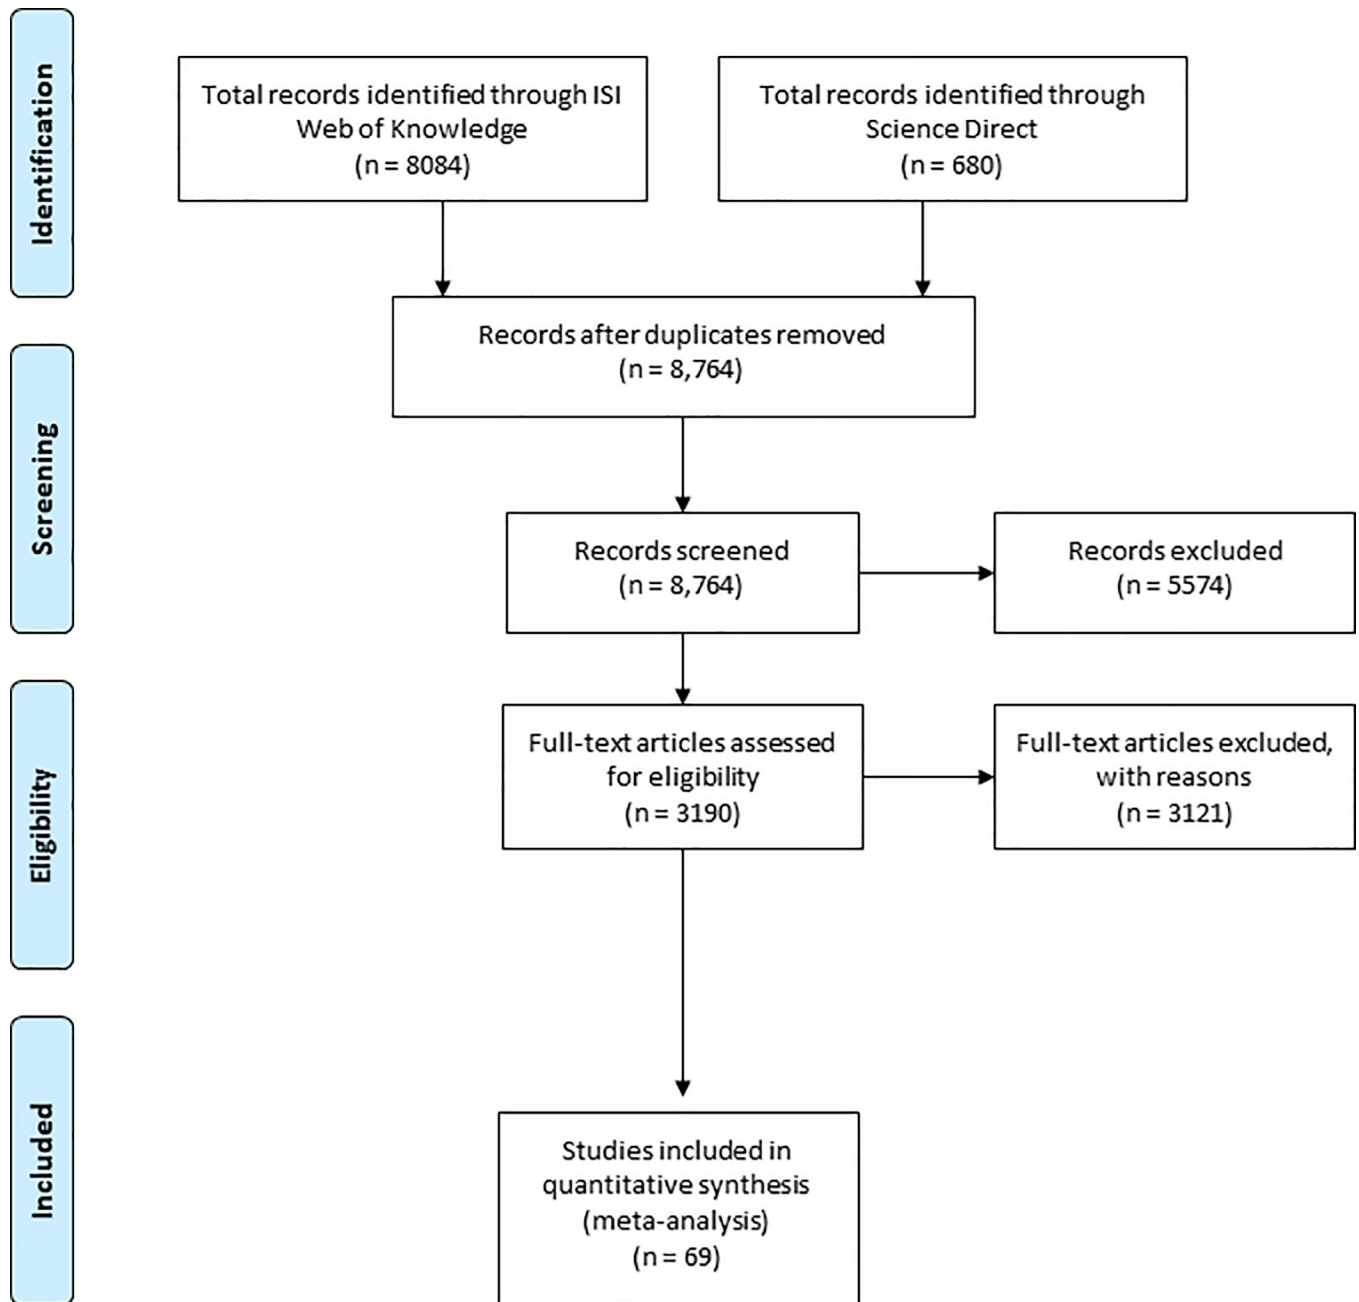 Identification
Total records identified through ISI
Web of Knowledge
(n = 8084)
Total records identified through
Science Direct
(n = 680)
Records after duplicates removed
(n = 8,764)
Screening
Records screened
(n = 8,764)
Records excluded
(n = 5574)
Eligibility
Full-text articles assessed
for eligibility
(n = 3190)
Full-text articles excluded,
with reasons
(n = 3121)
Included
Studies included in
quantitative synthesis
(meta-analysis)
(n = 69)